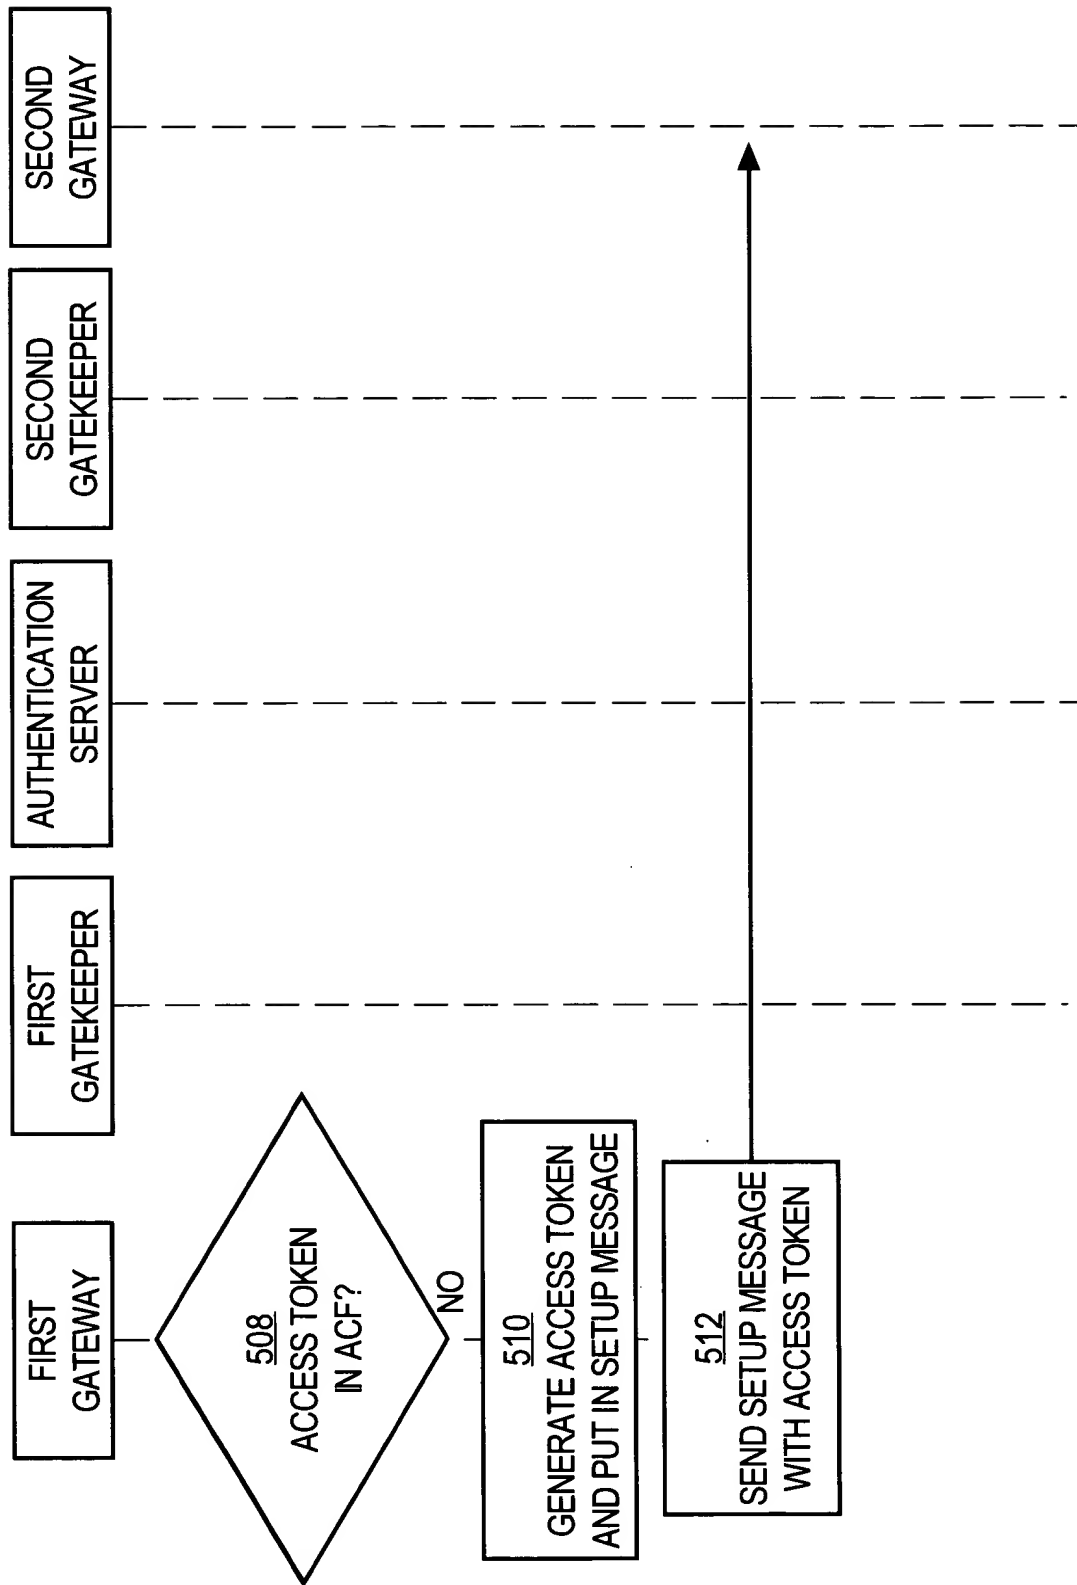 FIRST
GATEWAY
FIRST
GATEKEEPER
AUTHENTICATION
SERVER
SECOND
GATEKEEPER
SECOND
GATEWAY
508
ACCESS TOKEN
IN ACF?
NO
510
GENERATE ACCESS TOKEN
AND PUT IN SETUP MESSAGE
512
SEND SETUP MESSAGE
WITH ACCESS TOKEN